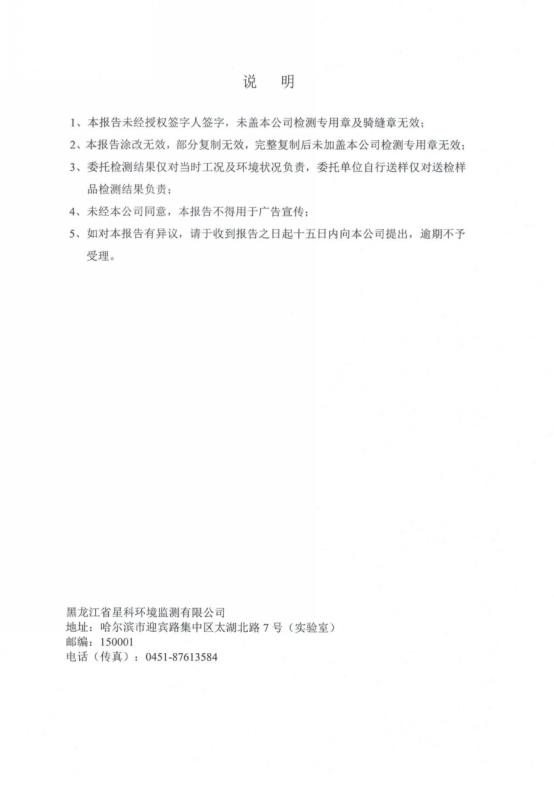 说 明
1、本报告未经授权签字人签字，未盖本公司检测专用章及骑缝章无效；
2、本报告涂改无效，部分复制无效，完整复制后未加盖本公司检测专用章无效；
3、委托检测结果仅对当时工况及环境状况负责，委托单位自行送样仅对送检样
品检测结果负责；
4、未经本公司同意，本报告不得用于广告宣传；
5、如对本报告有异议，请于收到报告之日起十五日内向本公司提出，逾期不予
受理。
黑龙江省星科环境监测有限公司
地址：哈尔滨市迎宾路集中区太湖北路 7 号（实验室）
邮编：150001
电话（传真）：0451-87613584